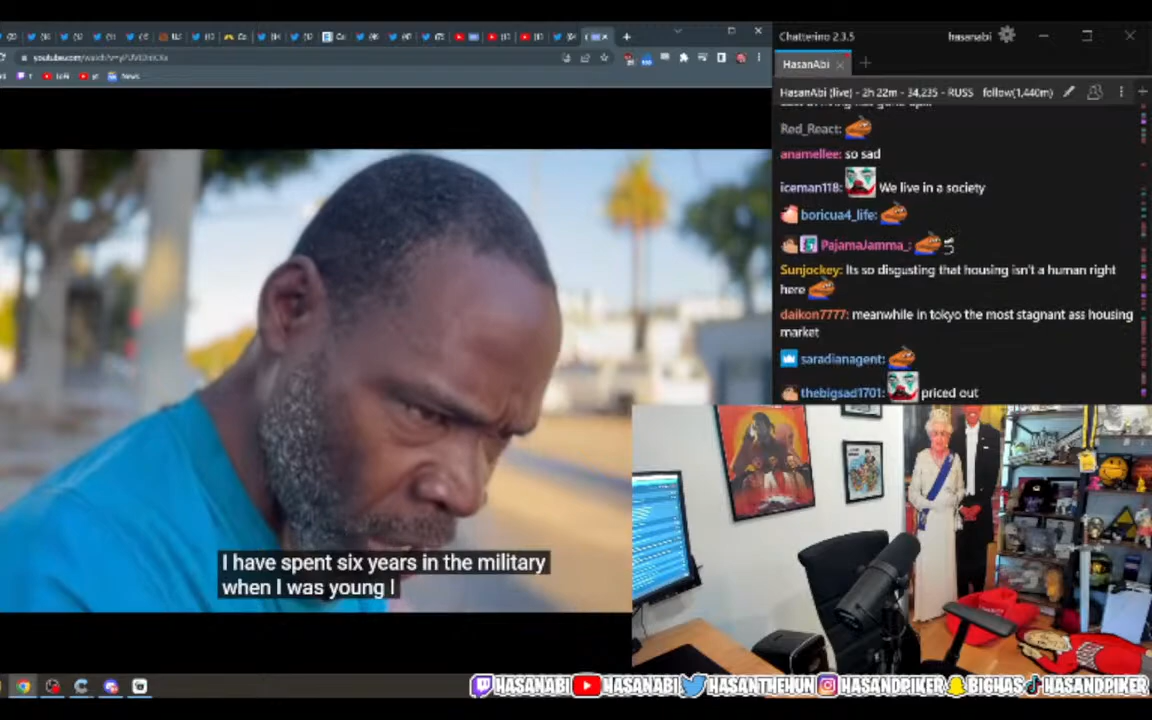 Chatterino 2.3.5
hasanabi
HasanAbi
HasanAbi (live) - 2h 22m - 34,235 - RUSS follow(1,440m)
Red_React:
anamellee: so sad
iceman118: We live in a society
boricua4_life:
PajamaJamma_:
Sunjockey: Its so disgusting that housing isn't a human right
here
daikon7777: meanwhile in tokyo the most stagnant ass housing
market
saradianagent:
thebigsad1701: priced out
News
I have spent six years in the military
when I was young I
HASANABI HASANABI HASANTHEHUN HASANDPIKER BIGHAS HASANDPIKER